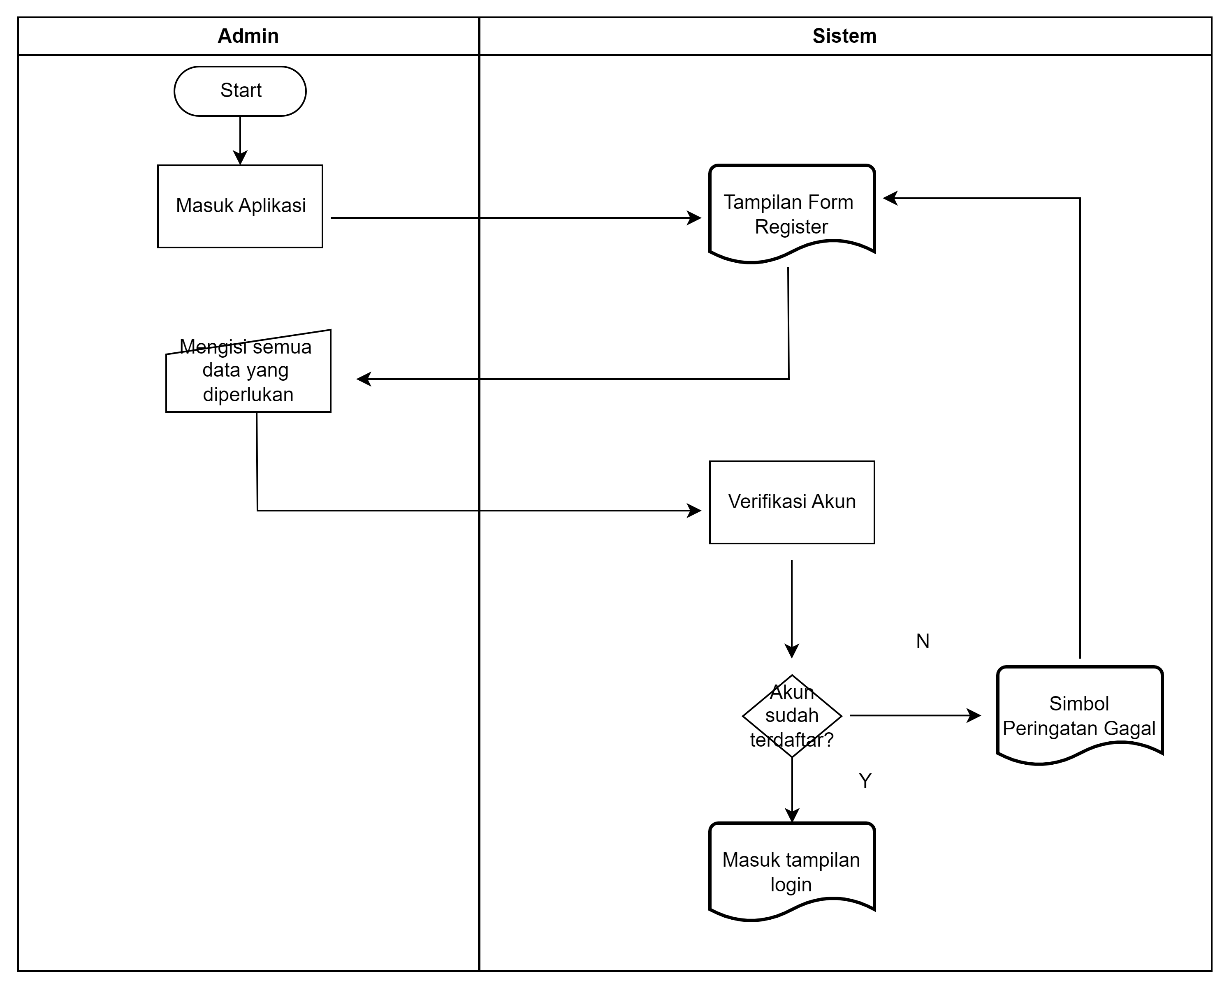 Admin
Sistem
Start
Masuk Aplikasi
Tampilan Form
Register
Mengisi semua
data yang
diperlukan
Verifikasi Akun
N
Akun
sudah
terdaftar?
Simbol
Peringatan Gagal
Y
Masuk tampilan
login